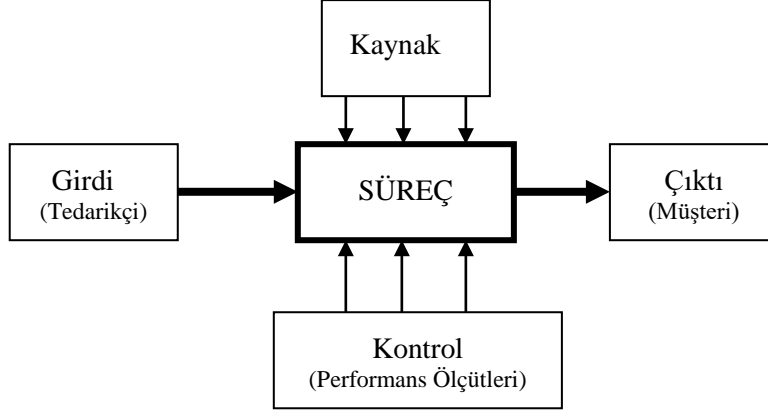 Kaynak
Girdi
(Tedarikçi)
SÜREÇ
Çıktı
(Müşteri)
Kontrol
(Performans Ölçütleri)